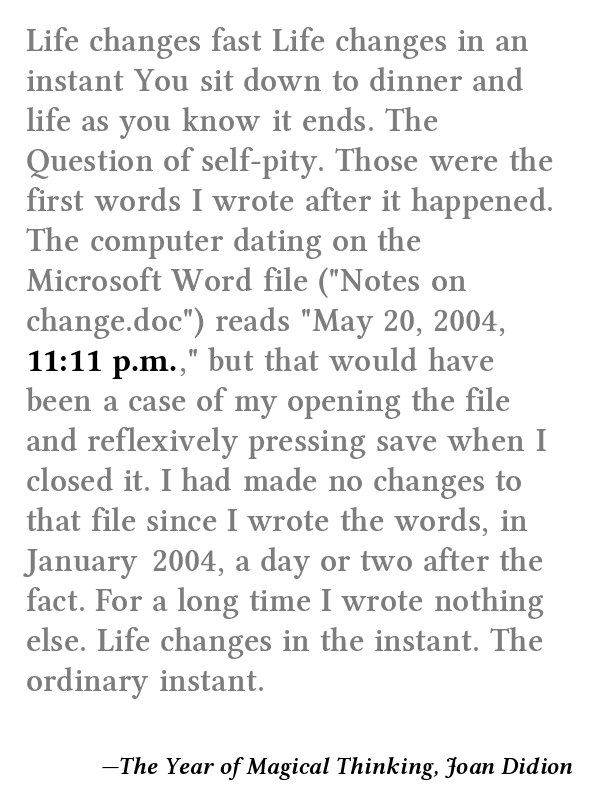 Life changes fast Life changes in an
instant You sit down to dinner and
life as you know it ends. The
Question of self-pity. Those were the
first words I wrote after it happened.
The computer dating on the
Microsoft Word file ("Notes on
change.doc") reads "May 20, 2004,
11:11 p.m.," but that would have
been a case of my opening the file
and reflexively pressing save when I
closed it. I had made no changes to
that file since I wrote the words, in
January 2004, a day or two after the
fact. For a long time I wrote nothing
else. Life changes in the instant. The
ordinary instant.
—The Year of Magical Thinking, Joan Didion